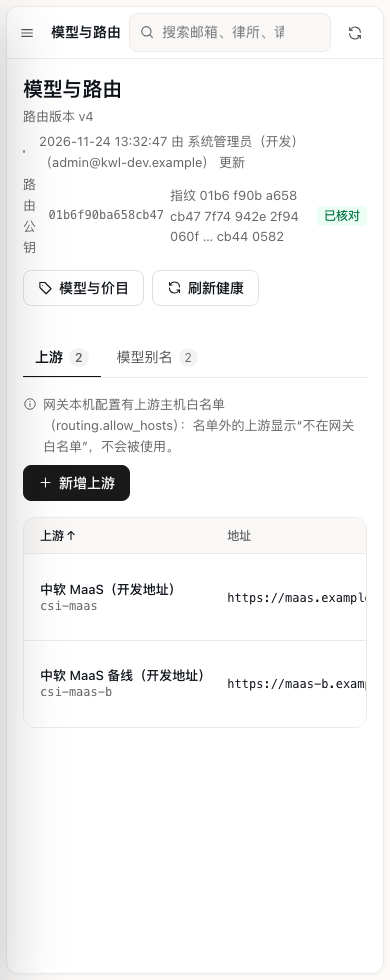 模型与路由
搜索邮箱、律所、
模型与路由
路由版本 v4
· 2026-11-24 13:32:47 由 系统管理员（开发）
（admin@kwl-dev.example） 更新
路由公钥
01b6f90ba658cb47
指纹 01b6 f90b a658
cb47 7f74 942e 2f94
060f … cb44 0582
已核对
模型与价目
刷新健康
上游 2
模型别名 2
网关本机配置有上游主机白名单
（routing.allow_hosts）：名单外的上游显示“不在网关
白名单”，不会被使用。
新增上游
上游↑ 地址
中软 MaaS（开发地址）
csi-maas
https://maas.example
中软 MaaS 备线（开发地址）
csi-maas-b
https://maas-b.examp